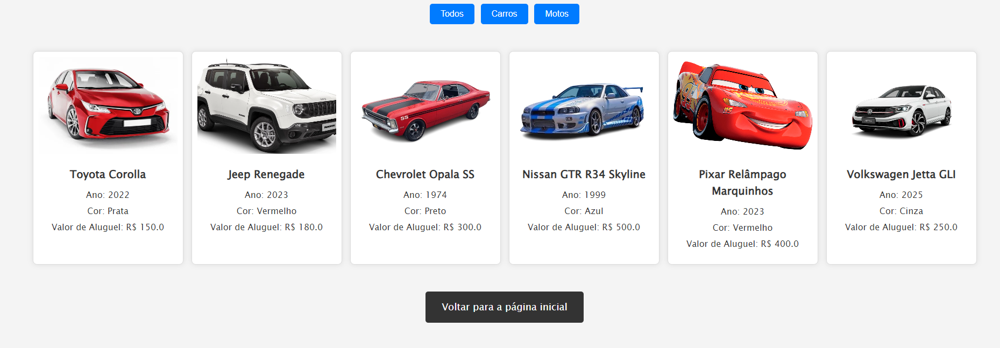 Todos
Carros
Motos
SS
Toyota Corolla
Ano: 2022
Cor: Prata
Valor de Aluguel: R$ 150.0
Jeep Renegade
Ano: 2023
Cor: Vermelho
Valor de Aluguel: R$ 180.0
Chevrolet Opala SS
Ano: 1974
Cor: Preto
Valor de Aluguel: R$ 300.0
Nissan GTR R34 Skyline
Ano: 1999
Cor: Azul
Valor de Aluguel: R$ 500.0
Pixar Relâmpago
Marquinhos
Ano: 2023
Cor: Vermelho
Valor de Aluguel: R$ 400.0
Volkswagen Jetta GLI
Ano: 2025
Cor: Cinza
Valor de Aluguel: R$ 250.0
Voltar para a página inicial